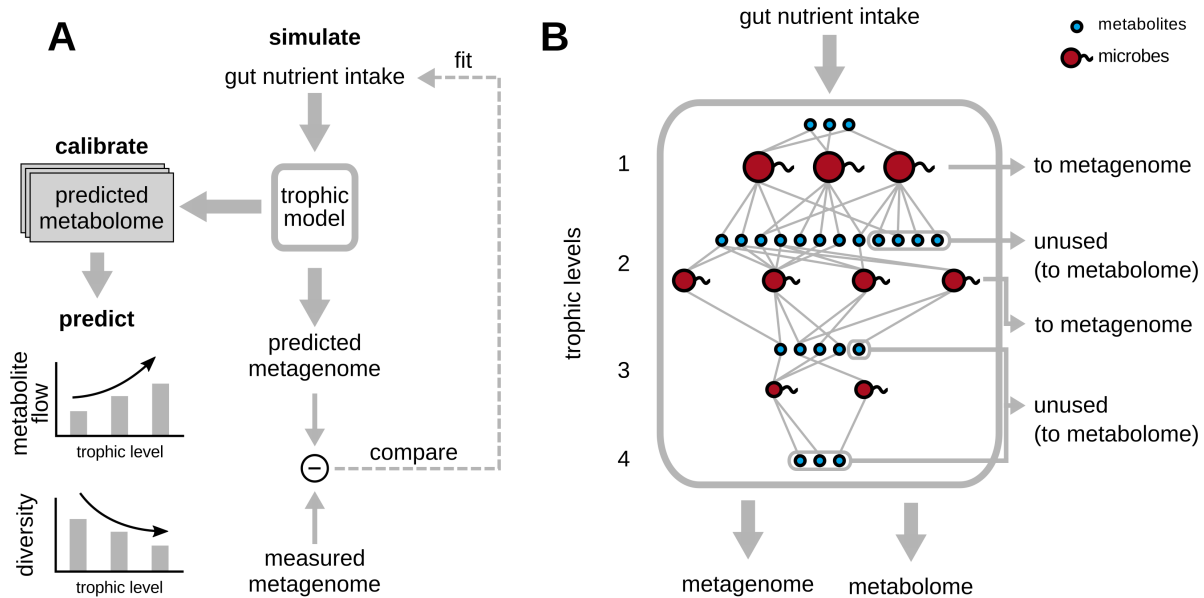 A
simulate
gut nutrient intake
fit
calibrate
predicted
metabolome
trophic
model
predict
metabolite
flow
trophic level
diversity
trophic level
predicted
metagenome
−
compare
measured
metagenome
B
gut nutrient intake
metabolites
microbes
trophic levels
1
to metagenome
unused
(to metabolome)
2
to metagenome
3
unused
(to metabolome)
4
metagenome
metabolome